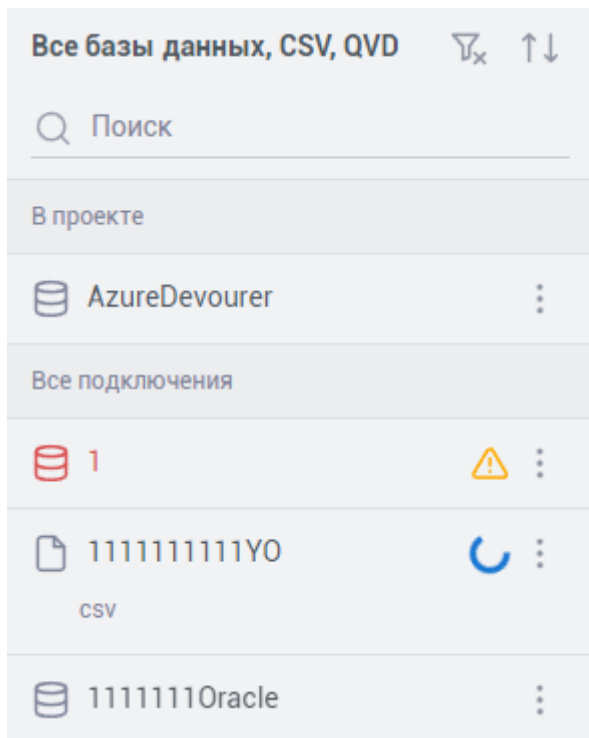 Все базы данных, CSV, QVD
Поиск
В проекте
AzureDevourer
Все подключения
1
1111111111YO
csv
1111111Oracle